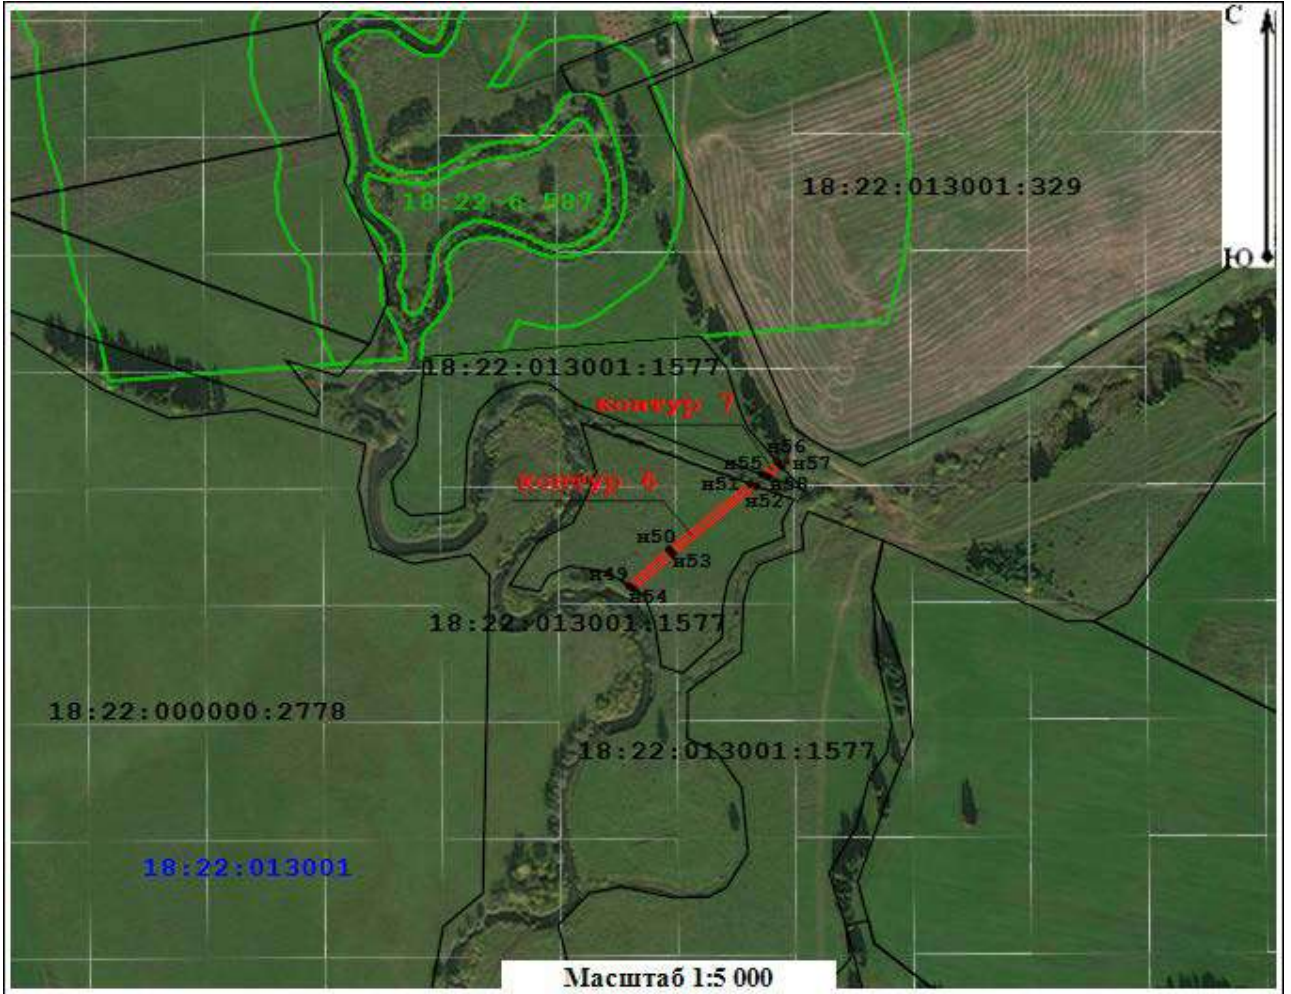 С
18:22:013001:329
18:22-6.587
Ю
18:22:013001:1577
контур 7
н56
н55
н57
контур 6
н51
н58
н52
н50
н53
н49
н54
18:22:013001:1577
18:22:000000:2778
18:22:013001:1577
18:22:013001
Масштаб 1:5 000